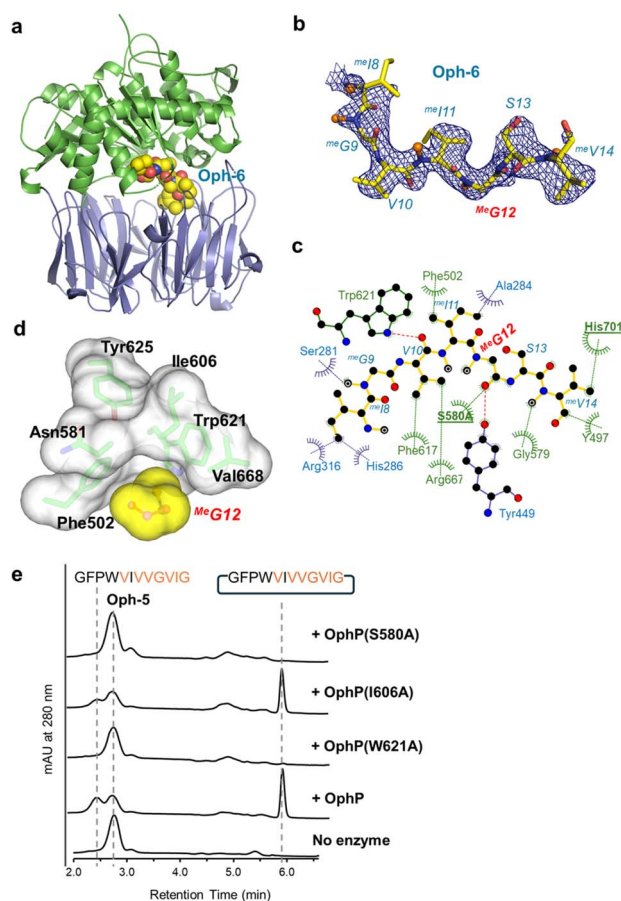 a
Oph-6
b
Oph-6
meI8
meG9
V10
meI11
MeG12
S13
meV14
c
Trp621
Phe502
meI11
Ala284
MeG12
V10
S13
His701
Ser281
meG9
meI8
S580A
meV14
Phe617
Gly579
Y497
Arg316
His286
Arg667
Tyr449
d
Tyr625
Ile606
Asn581
Trp621
Val668
Phe502
MeG12
e
GFPWVIVVGVIG
GFPWVIVVGVIG
Oph-5
+ OphP(S580A)
+ OphP(I606A)
+ OphP(W621A)
+ OphP
No enzyme
mAU at 280 nm
2.0 3.0 4.0 5.0 6.0
Retention Time (min)